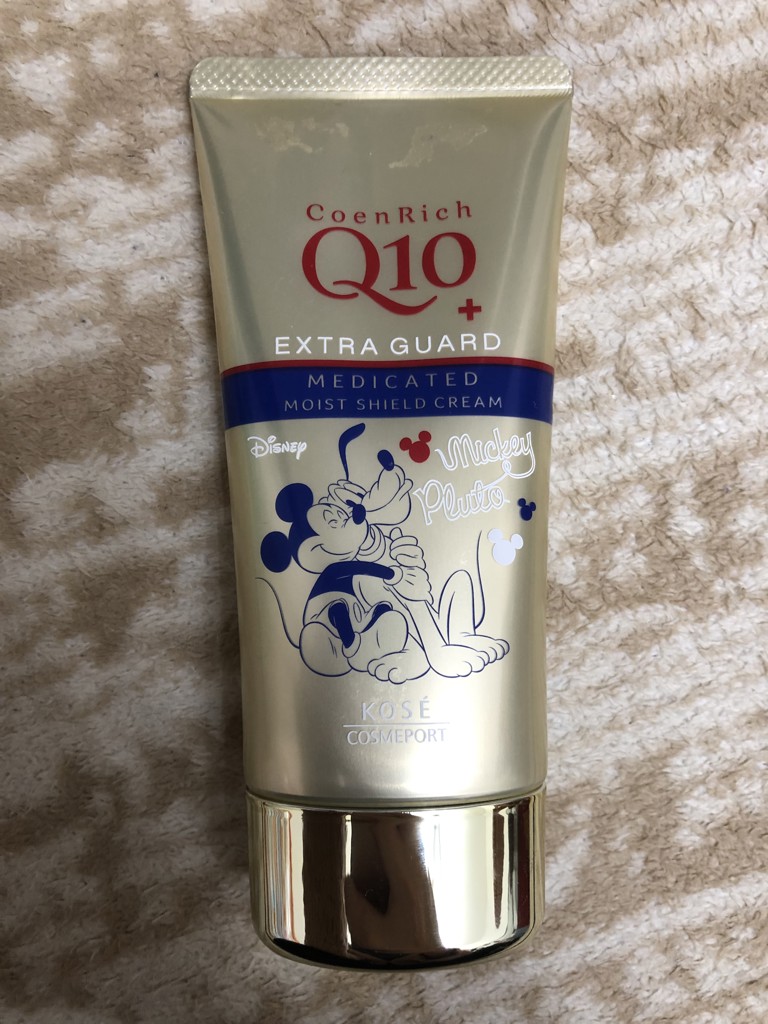 CoenRich
Q10
+
EXTRA GUARD
MEDICATED
MOIST SHIELD CREAM
Disney
Mickey
Pluto
KOSÉ
COSMEPORT